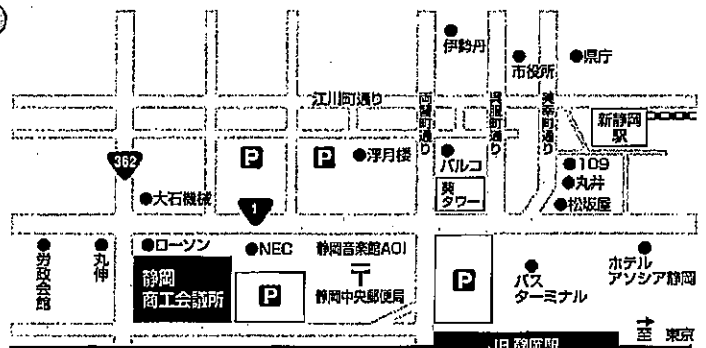 伊勢丹
市役所
県庁
江川町通り
両替町通り
呉服町通り
御幸町通り
新静岡
駅
362
P
P
浮月楼
パルコ
109
大石機械
1
葵
タワー
丸井
松坂屋
労政会館
丸伸
ローソン
NEC
静岡音楽館AOI
静岡
商工会議所
P
〒
静岡中央郵便局
P
バス
ターミナル
ホテル
アソシア静岡
至 東京
JR 静岡駅